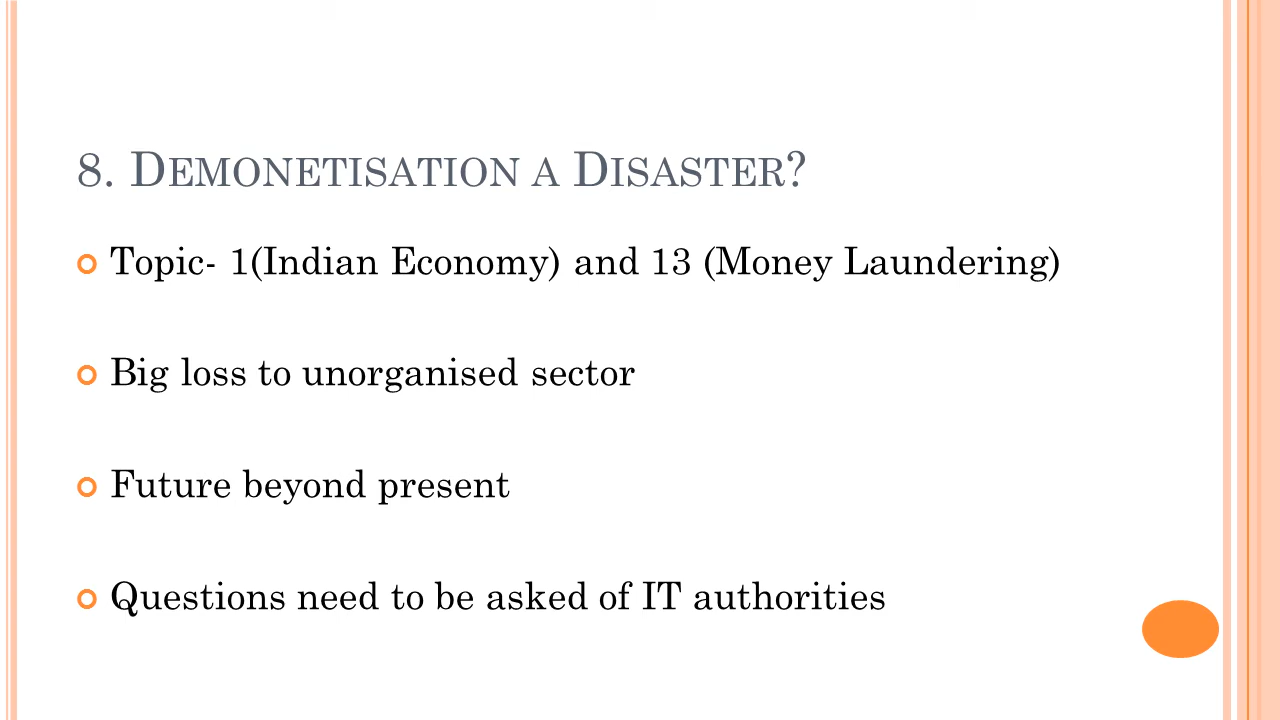 8. Demonetisation a Disaster?
Topic- 1(Indian Economy) and 13 (Money Laundering)
Big loss to unorganised sector
Future beyond present
Questions need to be asked of IT authorities